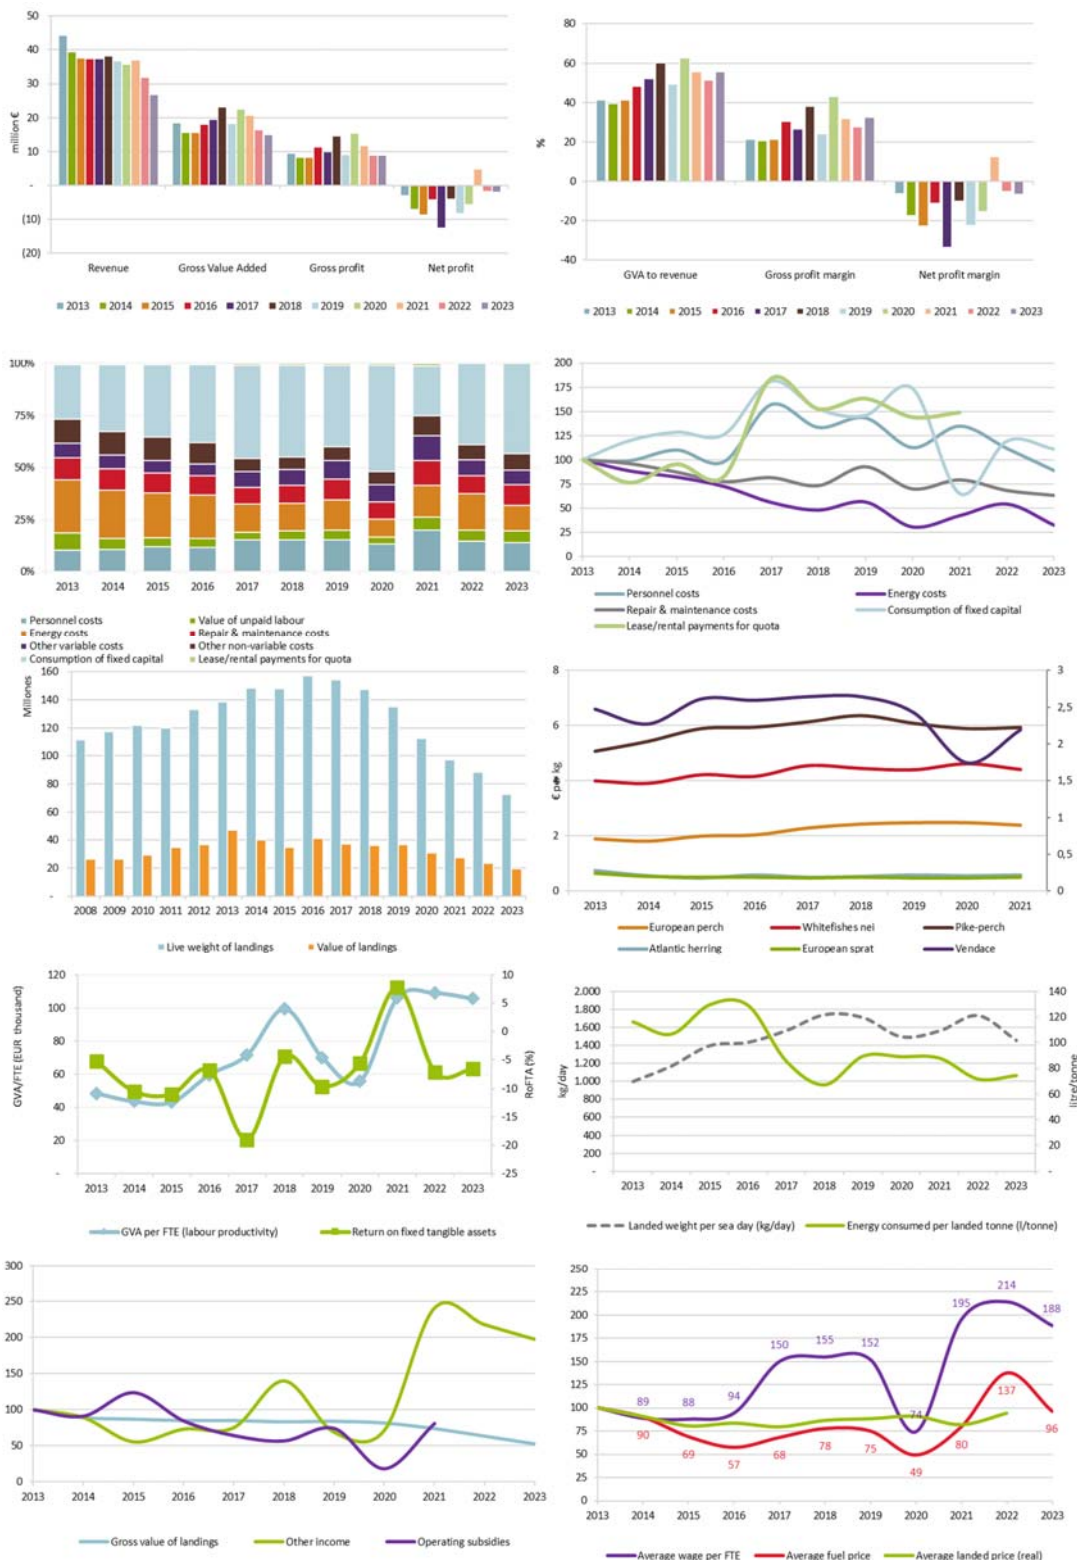 50
40
30
20
10
-
(10)
(20)
million €
Revenue Gross Value Added Gross profit Net profit
2013 2014 2015 2016 2017 2018 2019 2020 2021 2022 2023
60
40
20
0
-20
-40
%
GVA to revenue Gross profit margin Net profit margin
2013 2014 2015 2016 2017 2018 2019 2020 2021 2022 2023
100%
75%
50%
25%
0%
2013 2014 2015 2016 2017 2018 2019 2020 2021 2022 2023
Personnel costs Value of unpaid labour
Energy costs Repair & maintenance costs
Other variable costs Other non-variable costs
Consumption of fixed capital Lease/rental payments for quota
200
175
150
125
100
75
50
25
0
2013 2014 2015 2016 2017 2018 2019 2020 2021 2022 2023
Personnel costs Energy costs
Repair & maintenance costs Consumption of fixed capital
Lease/rental payments for quota
160
140
120
100
80
60
40
20
-
Millones
2008 2009 2010 2011 2012 2013 2014 2015 2016 2017 2018 2019 2020 2021 2022 2023
Live weight of landings Value of landings
8
6
4
2
0
€ per kg
3
2,5
2
1,5
1
0,5
0
2013 2014 2015 2016 2017 2018 2019 2020 2021
European perch Whitefishes nei Pike-perch
Atlantic herring European sprat Vendace
120
100
80
60
40
20
-
GVA/FTE (EUR thousand)
10
5
0
-5
-10
-15
-20
-25
RoFTA (%)
2013 2014 2015 2016 2017 2018 2019 2020 2021 2022 2023
GVA per FTE (labour productivity) Return on fixed tangible assets
2.000
1.800
1.600
1.400
1.200
1.000
800
600
400
200
-
kg/day
140
120
100
80
60
40
20
-
litre/tonne
2013 2014 2015 2016 2017 2018 2019 2020 2021 2022 2023
Landed weight per sea day (kg/day) Energy consumed per landed tonne (l/tonne)
300
250
200
150
100
50
0
2013 2014 2015 2016 2017 2018 2019 2020 2021 2022 2023
Gross value of landings Other income Operating subsidies
250
200
175
150
125
100
75
50
25
0
89 88 94 150 155 152 74 195 214 188
90 69 57 68 78 75 49 80 137 96
2013 2014 2015 2016 2017 2018 2019 2020 2021 2022 2023
Average wage per FTE Average fuel price Average landed price (real)